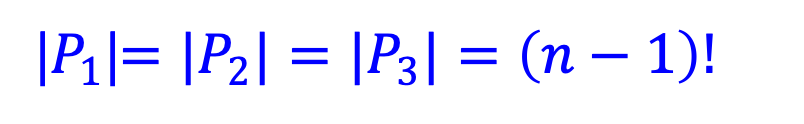 |P₁|= |P₂| = |P₃| = (n − 1)!